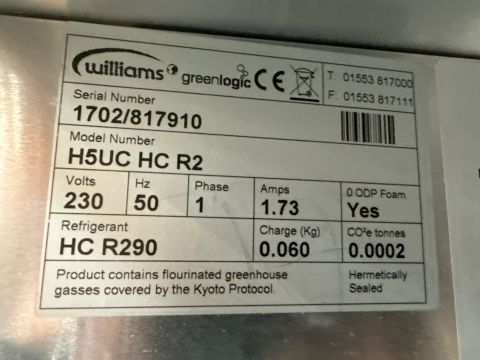 williams greenlogic CE T: 01553 817000
F: 01553 817111
Serial Number
1702/817910
Model Number
H5UC HC R2
Volts Hz Phase Amps 0 ODP Foam
230 50 1 1.73 Yes
Refrigerant Charge (Kg) CO²e tonnes
HC R290 0.060 0.0002
Product contains flourinated greenhouse gasses covered by the Kyoto Protocol.
Hermetically
Sealed